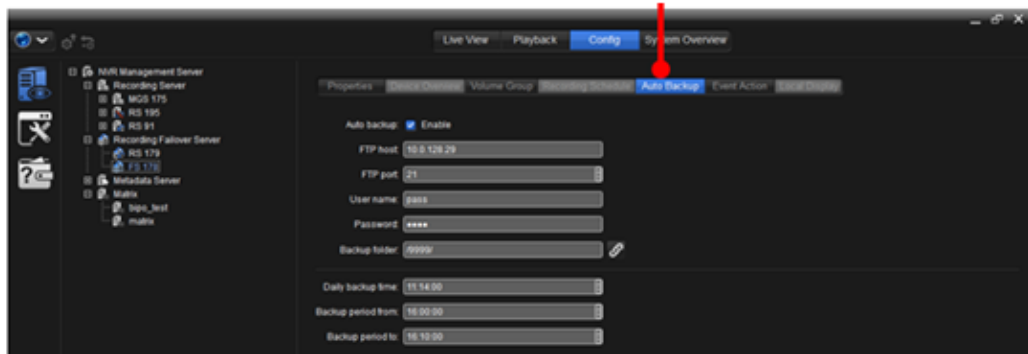 Live View Playback Config System Overview
NVR Management Server
Recording Server
MGS 175
RS 195
RS 91
Recording Failover Server
RS 179
FS 178
Metadata Server
Matrix
bipo_test
matrix
Properties Device Overview Volume Group Recording Schedule Auto Backup Event Action Local Display
Auto backup: Enable
FTP host: 10.0.128.29
FTP port: 21
User name: pass
Password: ••••
Backup folder: /9999/
Daily backup time: 11:14:00
Backup period from: 16:00:00
Backup period to: 16:10:00